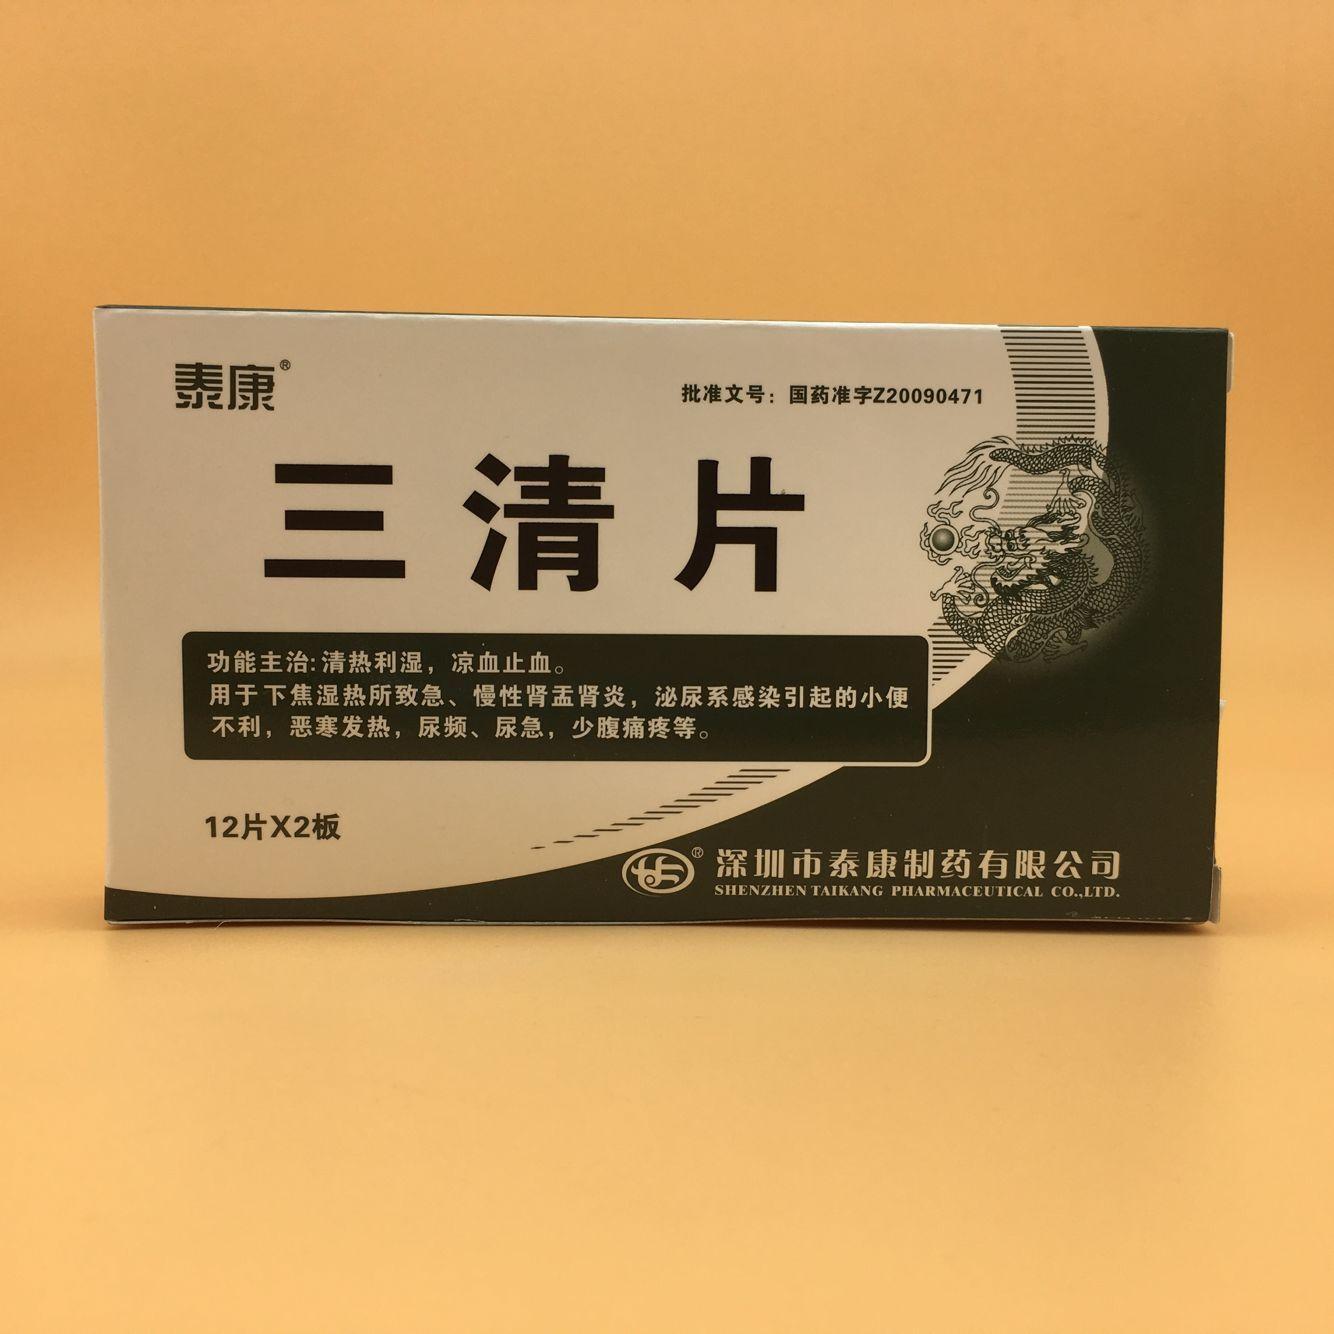 泰康®
批准文号：国药准字Z20090471
三清片
功能主治:清热利湿，凉血止血。
用于下焦湿热所致急、慢性肾盂肾炎，泌尿系感染引起的小便
不利，恶寒发热，尿频、尿急，少腹痛疼等。
12片X2板
® 深圳市泰康制药有限公司
SHENZHEN TAIKANG PHARMACEUTICAL CO.,LTD.